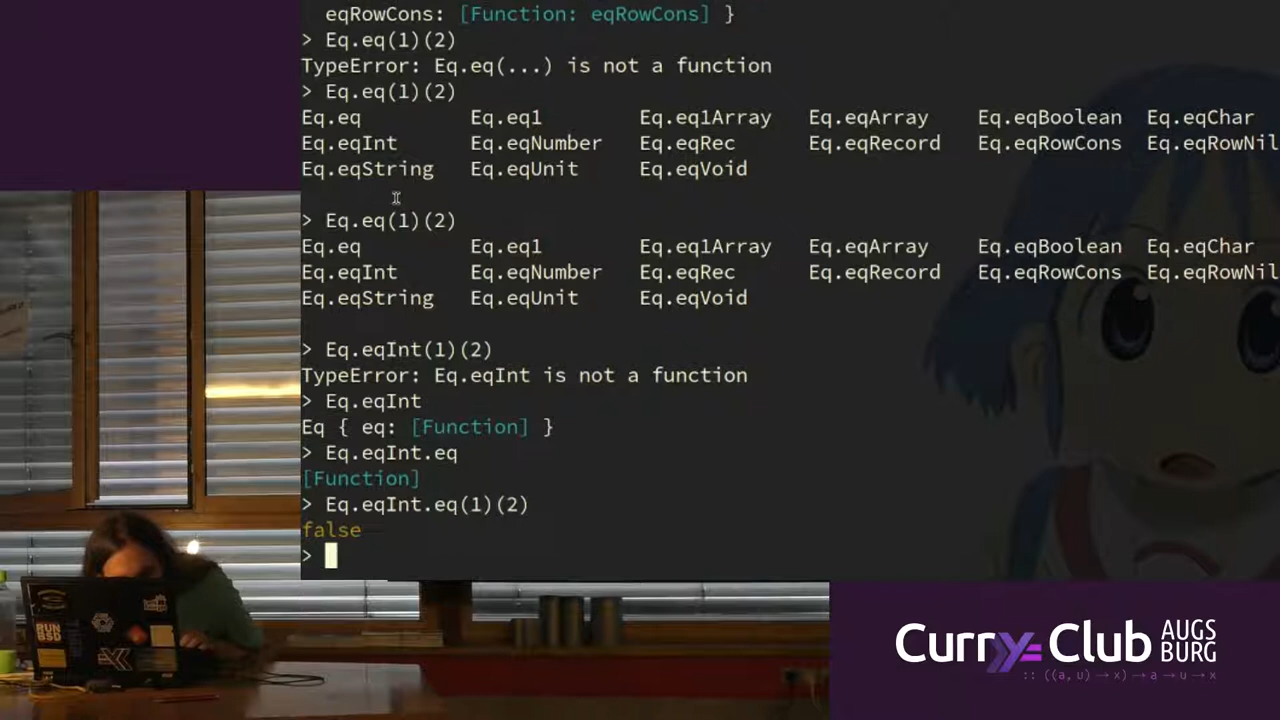 eqRowCons: [Function: eqRowCons] }
> Eq.eq(1)(2)
TypeError: Eq.eq(...) is not a function
> Eq.eq(1)(2)
Eq.eq Eq.eq1 Eq.eq1Array Eq.eqArray Eq.eqBoolean Eq.eqChar
Eq.eqInt Eq.eqNumber Eq.eqRec Eq.eqRecord Eq.eqRowCons Eq.eqRowNil
Eq.eqString Eq.eqUnit Eq.eqVoid
> Eq.eq(1)(2)
Eq.eq Eq.eq1 Eq.eq1Array Eq.eqArray Eq.eqBoolean Eq.eqChar
Eq.eqInt Eq.eqNumber Eq.eqRec Eq.eqRecord Eq.eqRowCons Eq.eqRowNil
Eq.eqString Eq.eqUnit Eq.eqVoid
> Eq.eqInt(1)(2)
TypeError: Eq.eqInt is not a function
> Eq.eqInt
Eq { eq: [Function] }
> Eq.eqInt.eq
[Function]
> Eq.eqInt.eq(1)(2)
false
>
RUN
BSD
Curry Club AUGS
BURG
:: ((a, u) → x) → a → u → x